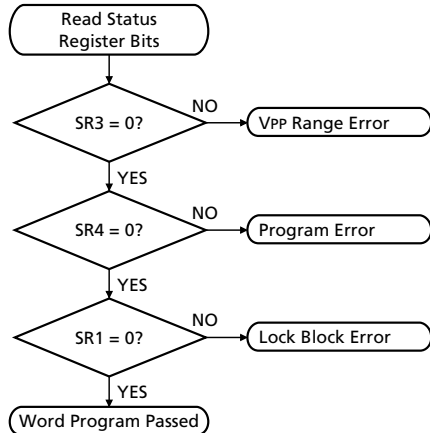 Read Status
Register Bits
SR3 = 0?
NO
VPP Range Error
YES
SR4 = 0?
NO
Program Error
YES
SR1 = 0?
NO
Lock Block Error
YES
Word Program Passed